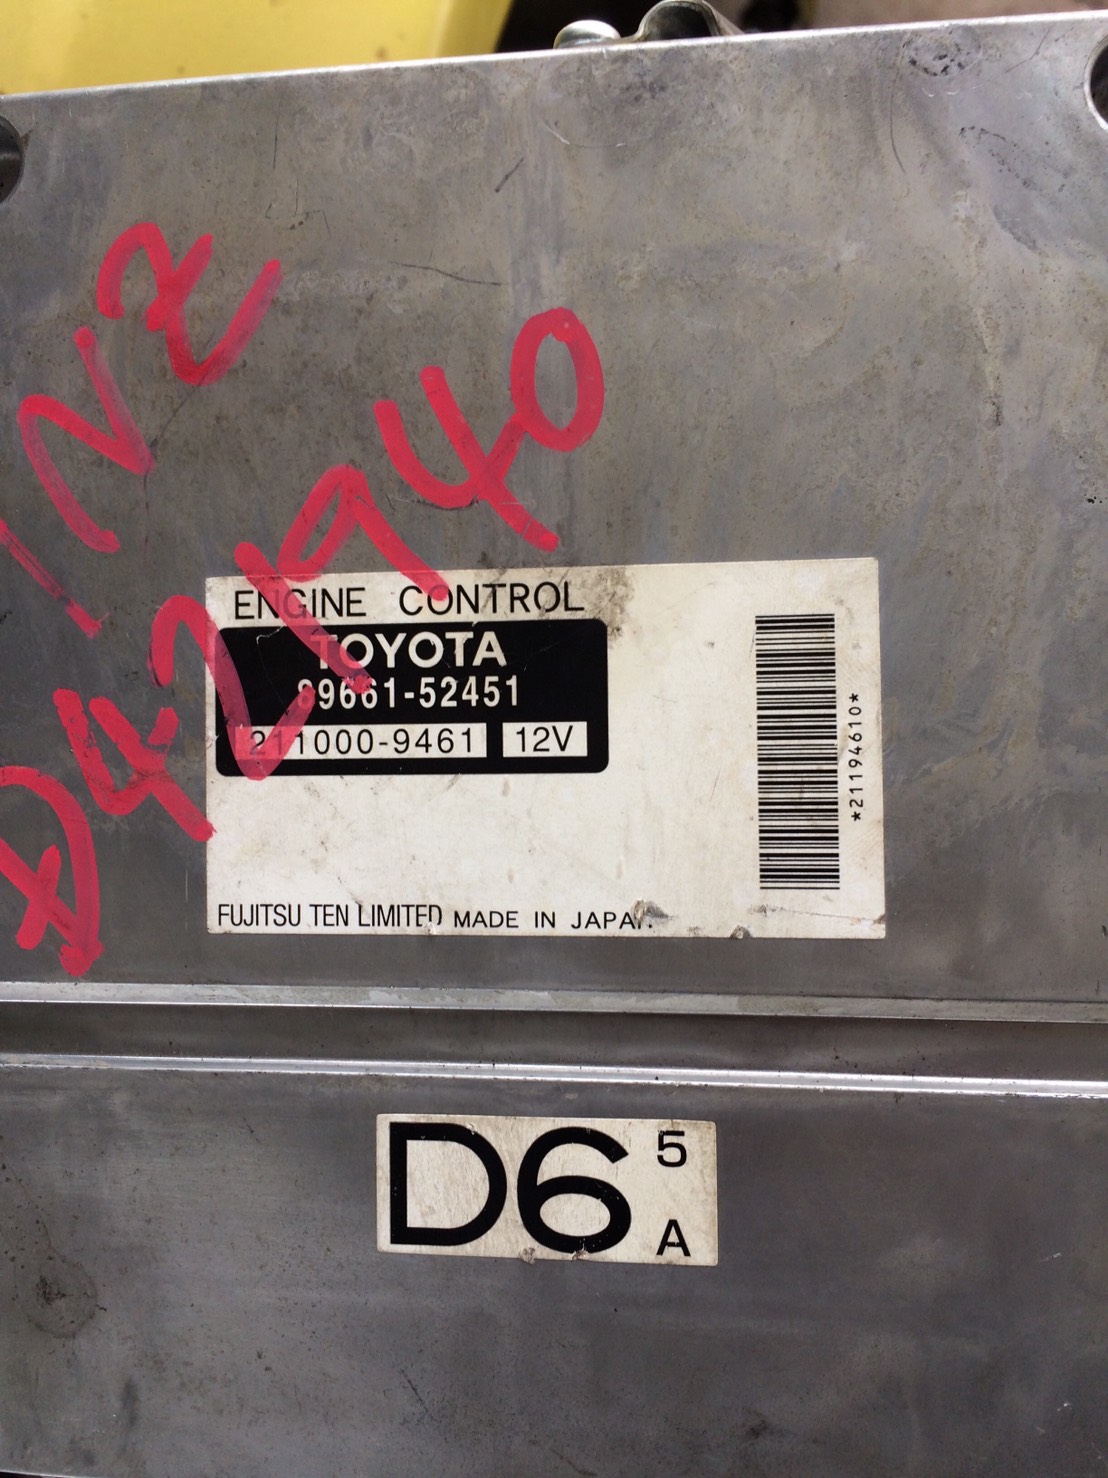 1NZ
D42940
ENGINE CONTROL
TOYOTA
89661-52451
211000-9461 12V
*21194610*
FUJITSU TEN LIMITED MADE IN JAPAN
D6 5
A